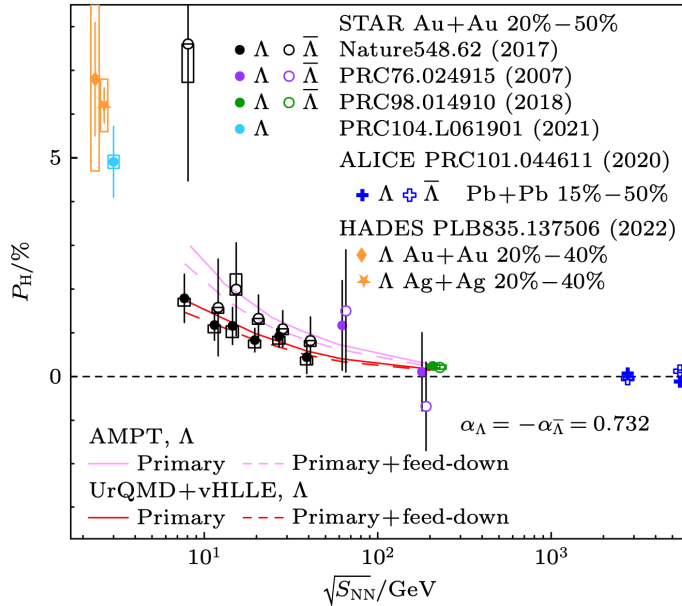 STAR Au+Au 20%−50%
Λ Λ̅ Nature548.62 (2017)
Λ Λ̅ PRC76.024915 (2007)
Λ Λ̅ PRC98.014910 (2018)
Λ PRC104.L061901 (2021)
ALICE PRC101.044611 (2020)
Λ Λ̅ Pb+Pb 15%−50%
HADES PLB835.137506 (2022)
Λ Au+Au 20%−40%
Λ Ag+Ag 20%−40%
5
0
P_H/%
α_Λ = −α_Λ̅ = 0.732
AMPT, Λ
Primary Primary+feed-down
UrQMD+vHLLE, Λ
Primary Primary+feed-down
10¹ 10² 10³
√S_NN/GeV